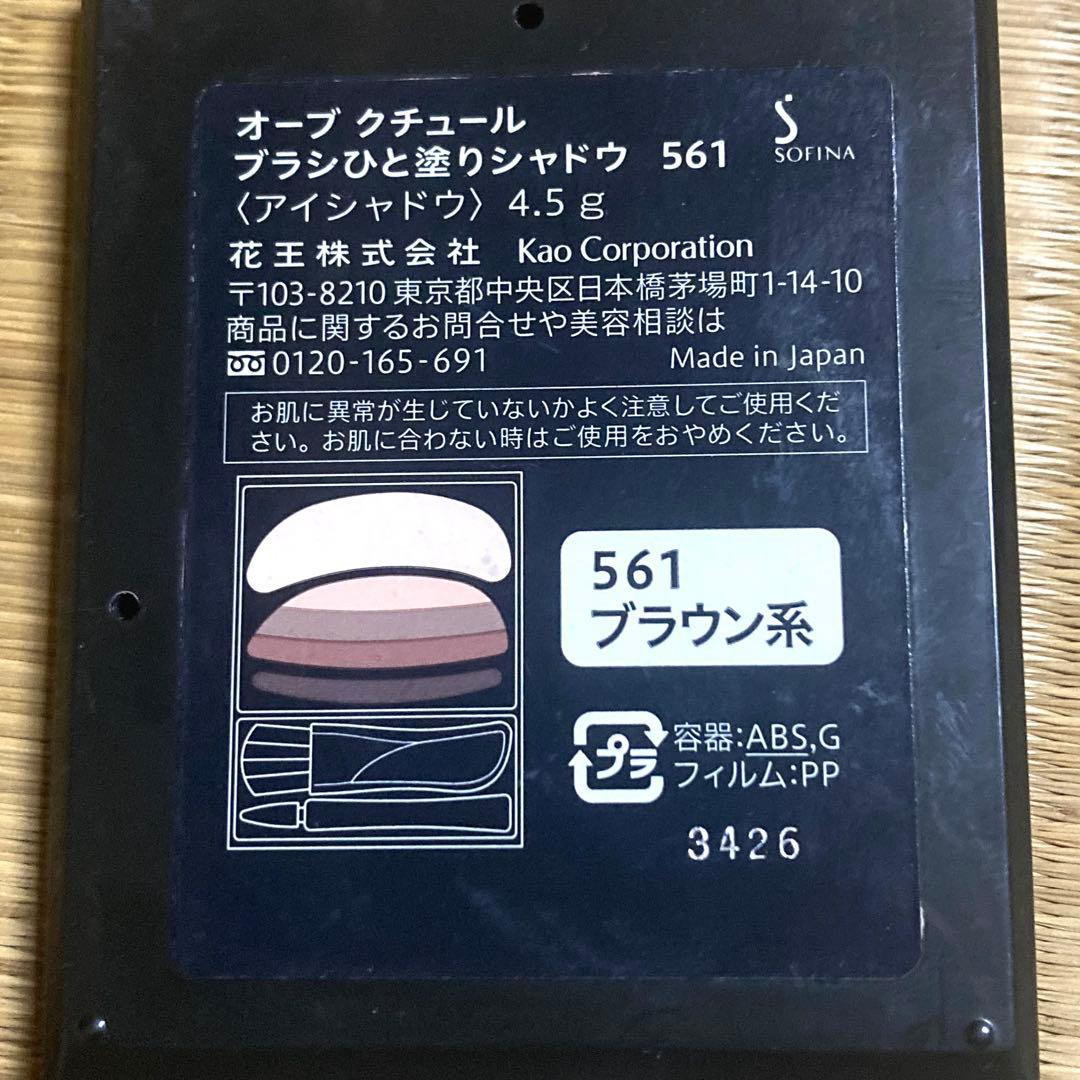 オーブ クチュール
ブラシひと塗りシャドウ 561
SOFINA
〈アイシャドウ〉4.5g
花王株式会社 Kao Corporation
〒103-8210 東京都中央区日本橋茅場町1-14-10
商品に関するお問合せや美容相談は
0120-165-691 Made in Japan
お肌に異常が生じていないかよく注意してご使用くだ
さい。お肌に合わない時はご使用をおやめください。
561
ブラウン系
プラ 容器:ABS,G
フィルム:PP
3426